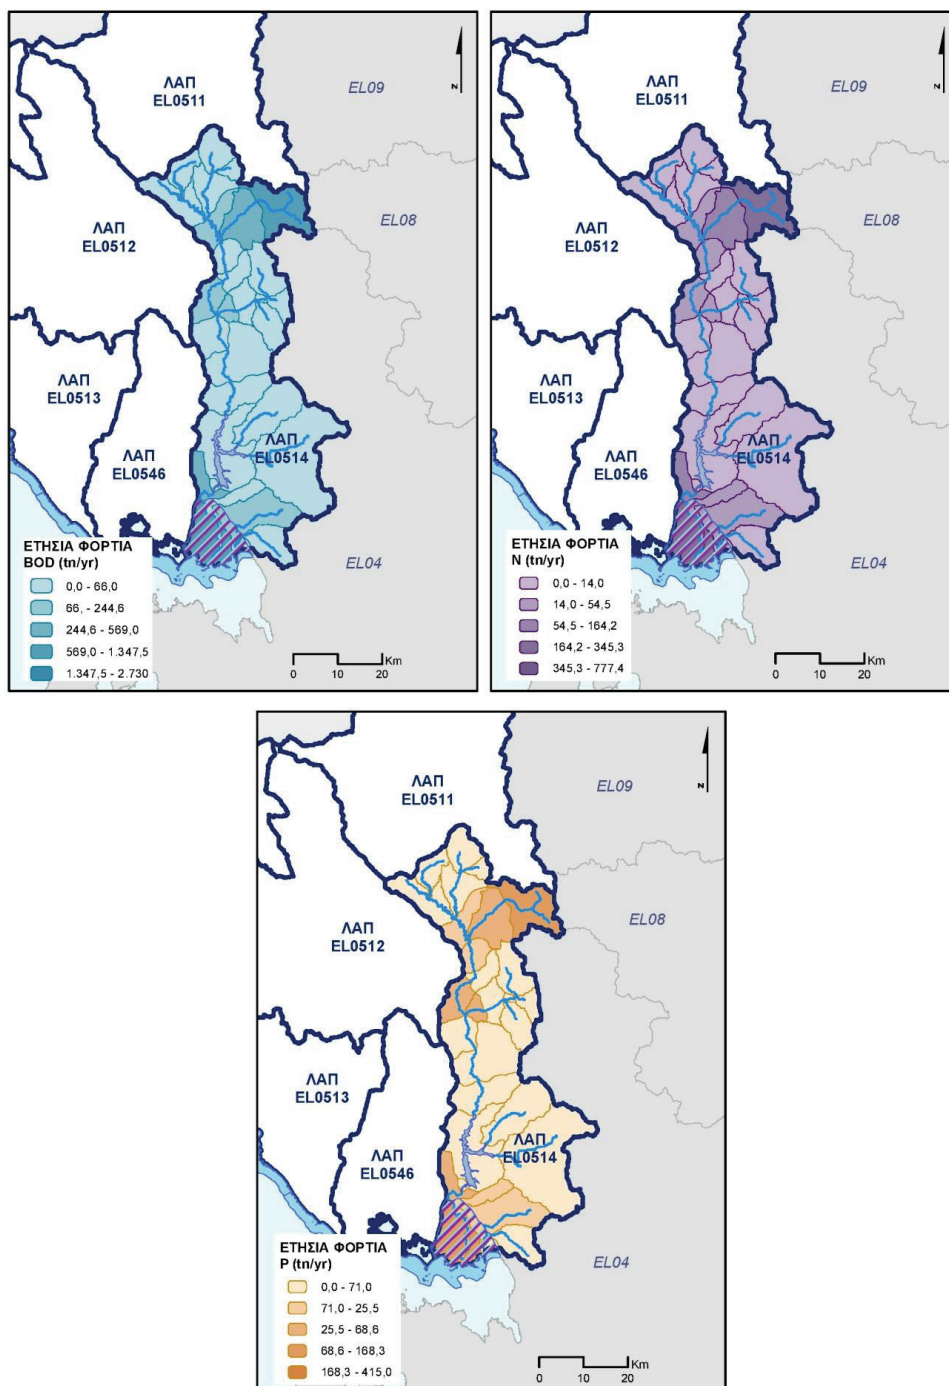 ΛΑΠ
EL0511
EL09
N
EL08
ΛΑΠ
EL0512
ΛΑΠ
EL0513
ΛΑΠ
EL0546
ΛΑΠ
EL0514
EL04
ΕΤΗΣΙΑ ΦΟΡΤΙΑ
BOD (tn/yr)
0,0 - 66,0
66,- 244,6
244,6 - 569,0
569,0 - 1.347,5
1.347,5 - 2.730
Km
0 10 20
ΛΑΠ
EL0511
EL09
N
EL08
ΛΑΠ
EL0512
ΛΑΠ
EL0513
ΛΑΠ
EL0546
ΛΑΠ
EL0514
EL04
ΕΤΗΣΙΑ ΦΟΡΤΙΑ
N (tn/yr)
0,0 - 14,0
14,0 - 54,5
54,5 - 164,2
164,2 - 345,3
345,3 - 777,4
Km
0 10 20
ΛΑΠ
EL0511
EL09
N
EL08
ΛΑΠ
EL0512
ΛΑΠ
EL0513
ΛΑΠ
EL0546
ΛΑΠ
EL0514
EL04
ΕΤΗΣΙΑ ΦΟΡΤΙΑ
P (tn/yr)
0,0 - 71,0
71,0 - 25,5
25,5 - 68,6
68,6 - 168,3
168,3 - 415,0
Km
0 10 20